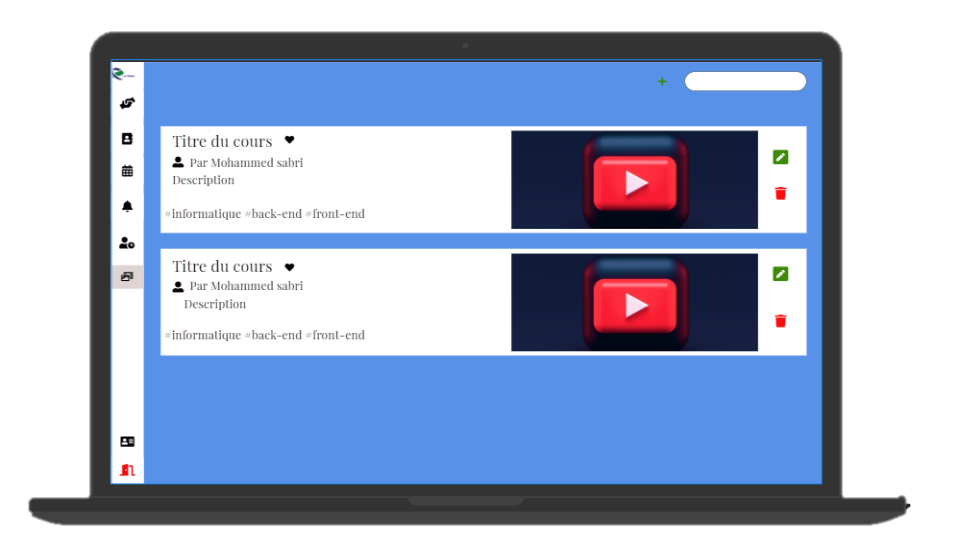 Titre du cours
Par Mohammed sabri
Description
#informatique #back-end #front-end
Titre du cours
Par Mohammed sabri
Description
#informatique #back-end #front-end